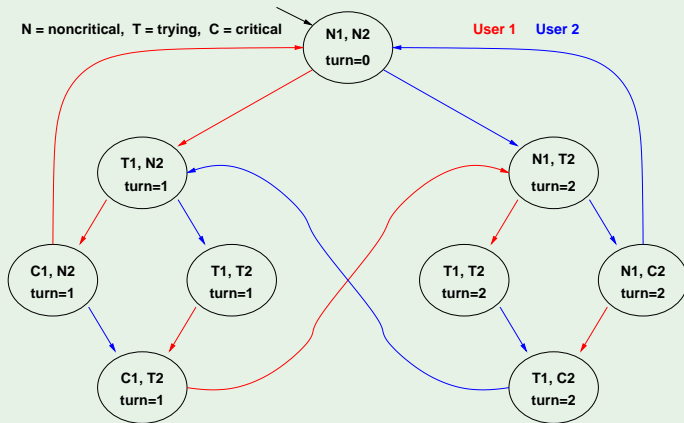 N = noncritical, T = trying, C = critical
User 1 User 2
N1, N2
turn=0
T1, N2
turn=1
N1, T2
turn=2
C1, N2
turn=1
T1, T2
turn=1
T1, T2
turn=2
N1, C2
turn=2
C1, T2
turn=1
T1, C2
turn=2